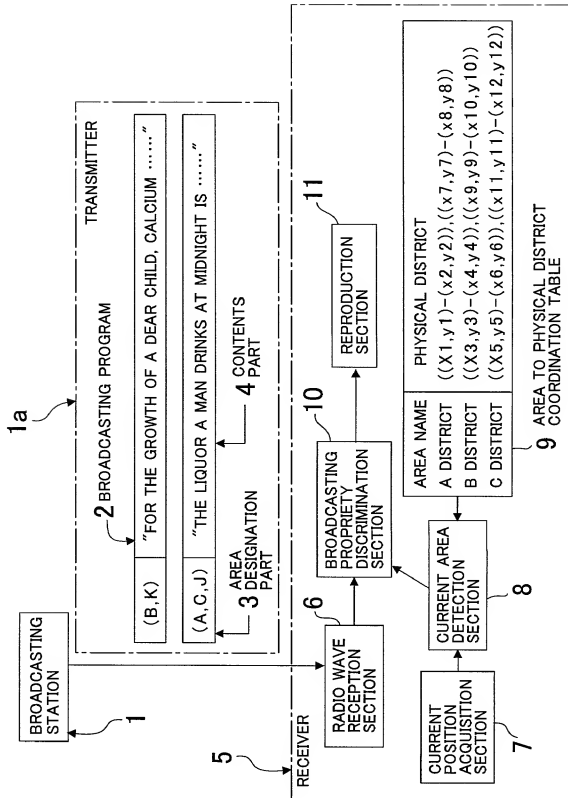 1a
TRANSMITTER
2 BROADCASTING PROGRAM
(B,K) "FOR THE GROWTH OF A DEAR CHILD, CALCIUM ······"
(A,C,J) "THE LIQUOR A MAN DRINKS AT MIDNIGHT IS ······"
3 AREA
DESIGNATION
PART
4 CONTENTS
PART
BROADCASTING
STATION
1
5
RECEIVER
6
RADIO WAVE
RECEPTION
SECTION
10
BROADCASTING
PROPRIETY
DISCRIMINATION
SECTION
11
REPRODUCTION
SECTION
CURRENT
POSITION
ACQUISITION
SECTION
7
CURRENT AREA
DETECTION
SECTION
8
AREA NAME PHYSICAL DISTRICT
A DISTRICT ((X1,y1)-(x2,y2)),((x7,y7)-(x8,y8))
B DISTRICT ((X3,y3)-(x4,y4)),((x9,y9)-(x10,y10))
C DISTRICT ((X5,y5)-(x6,y6)),((x11,y11)-(x12,y12))
9 AREA TO PHYSICAL DISTRICT
COORDINATION TABLE